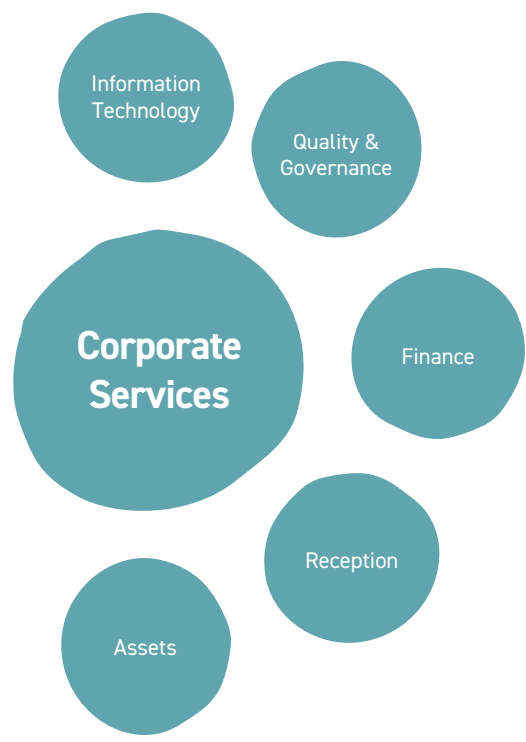 Information
Technology
Quality &
Governance
Corporate
Services
Finance
Reception
Assets